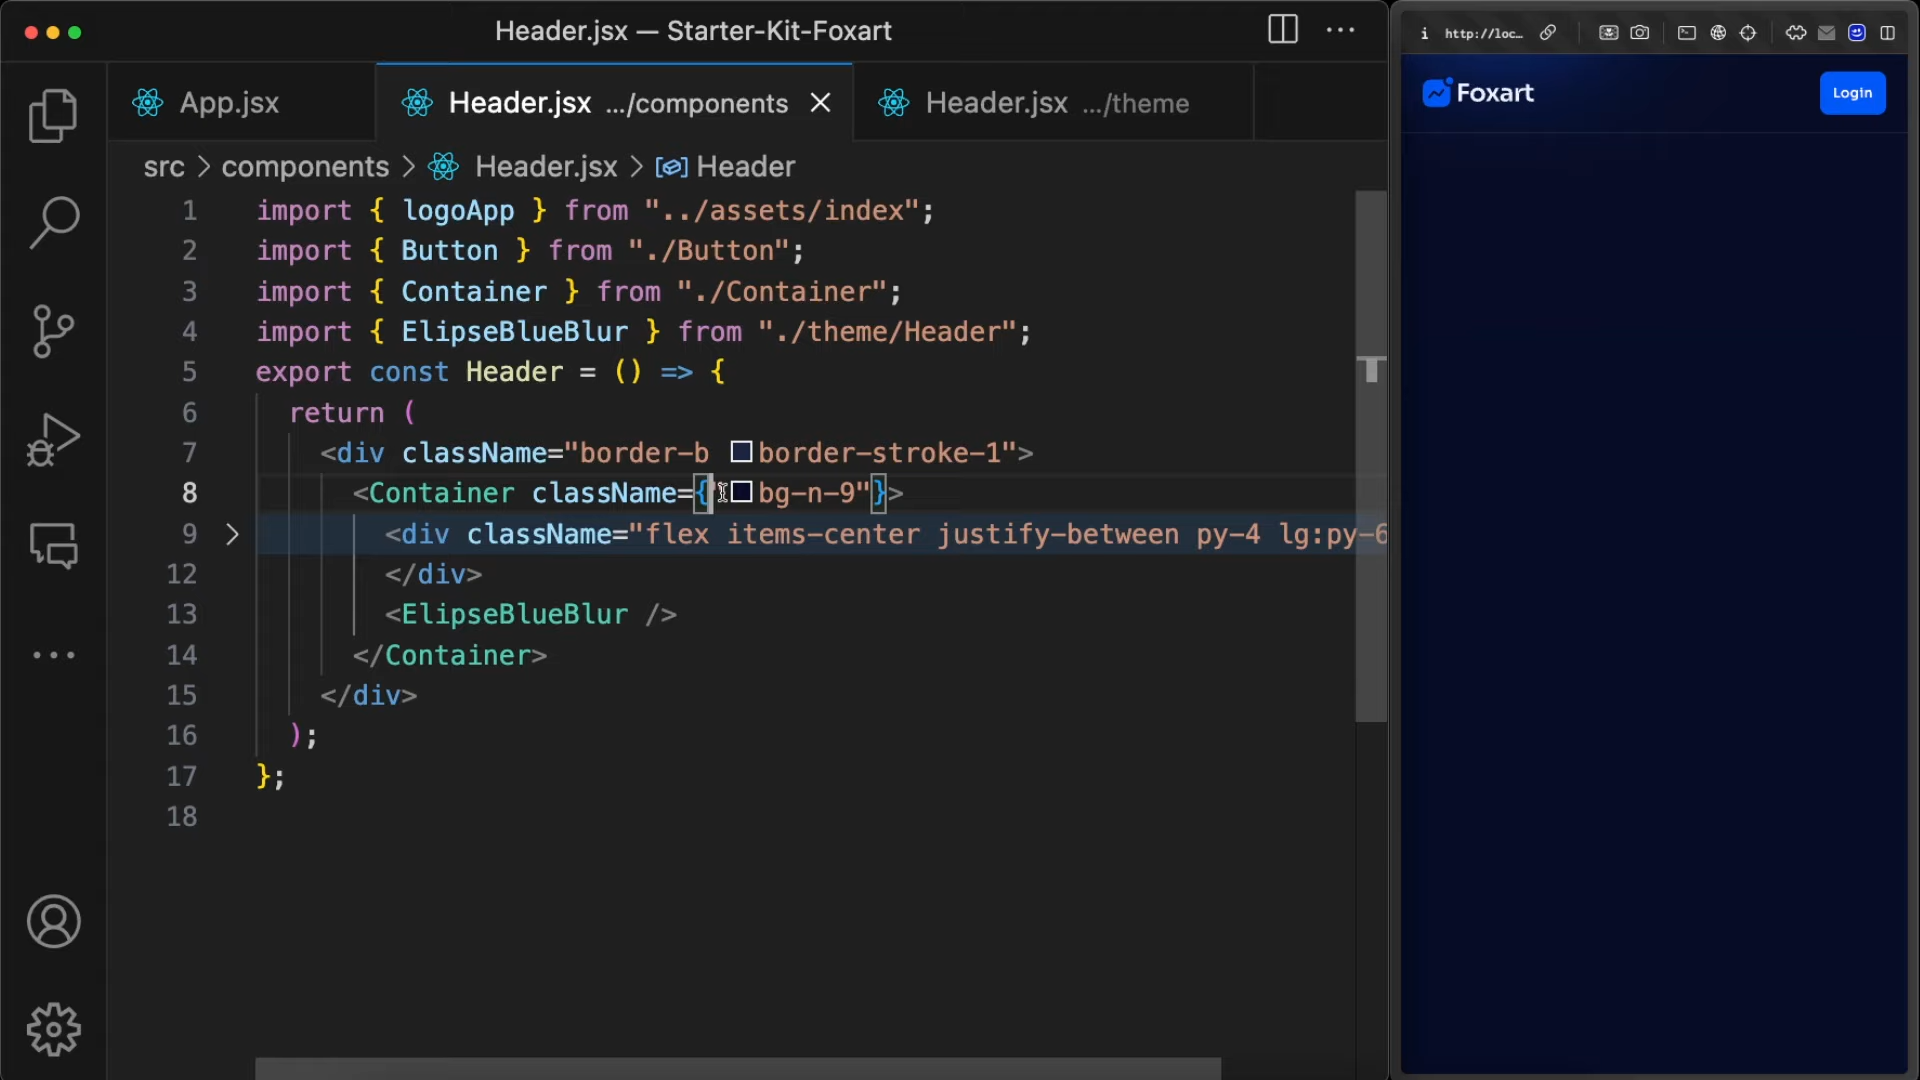 Header.jsx — Starter-Kit-Foxart
App.jsx
Header.jsx .../components
Header.jsx .../theme
src > components > Header.jsx > Header
1 import { logoApp } from "../assets/index";
2 import { Button } from "./Button";
3 import { Container } from "./Container";
4 import { ElipseBlueBlur } from "./theme/Header";
5 export const Header = () => {
6 return (
7 <div className="border-b border-stroke-1">
8 <Container className={"bg-n-9"}>
9 <div className="flex items-center justify-between py-4 lg:py-6
12 </div>
13 <ElipseBlueBlur />
14 </Container>
15 </div>
16 );
17 };
18
http://loc...
Foxart
Login